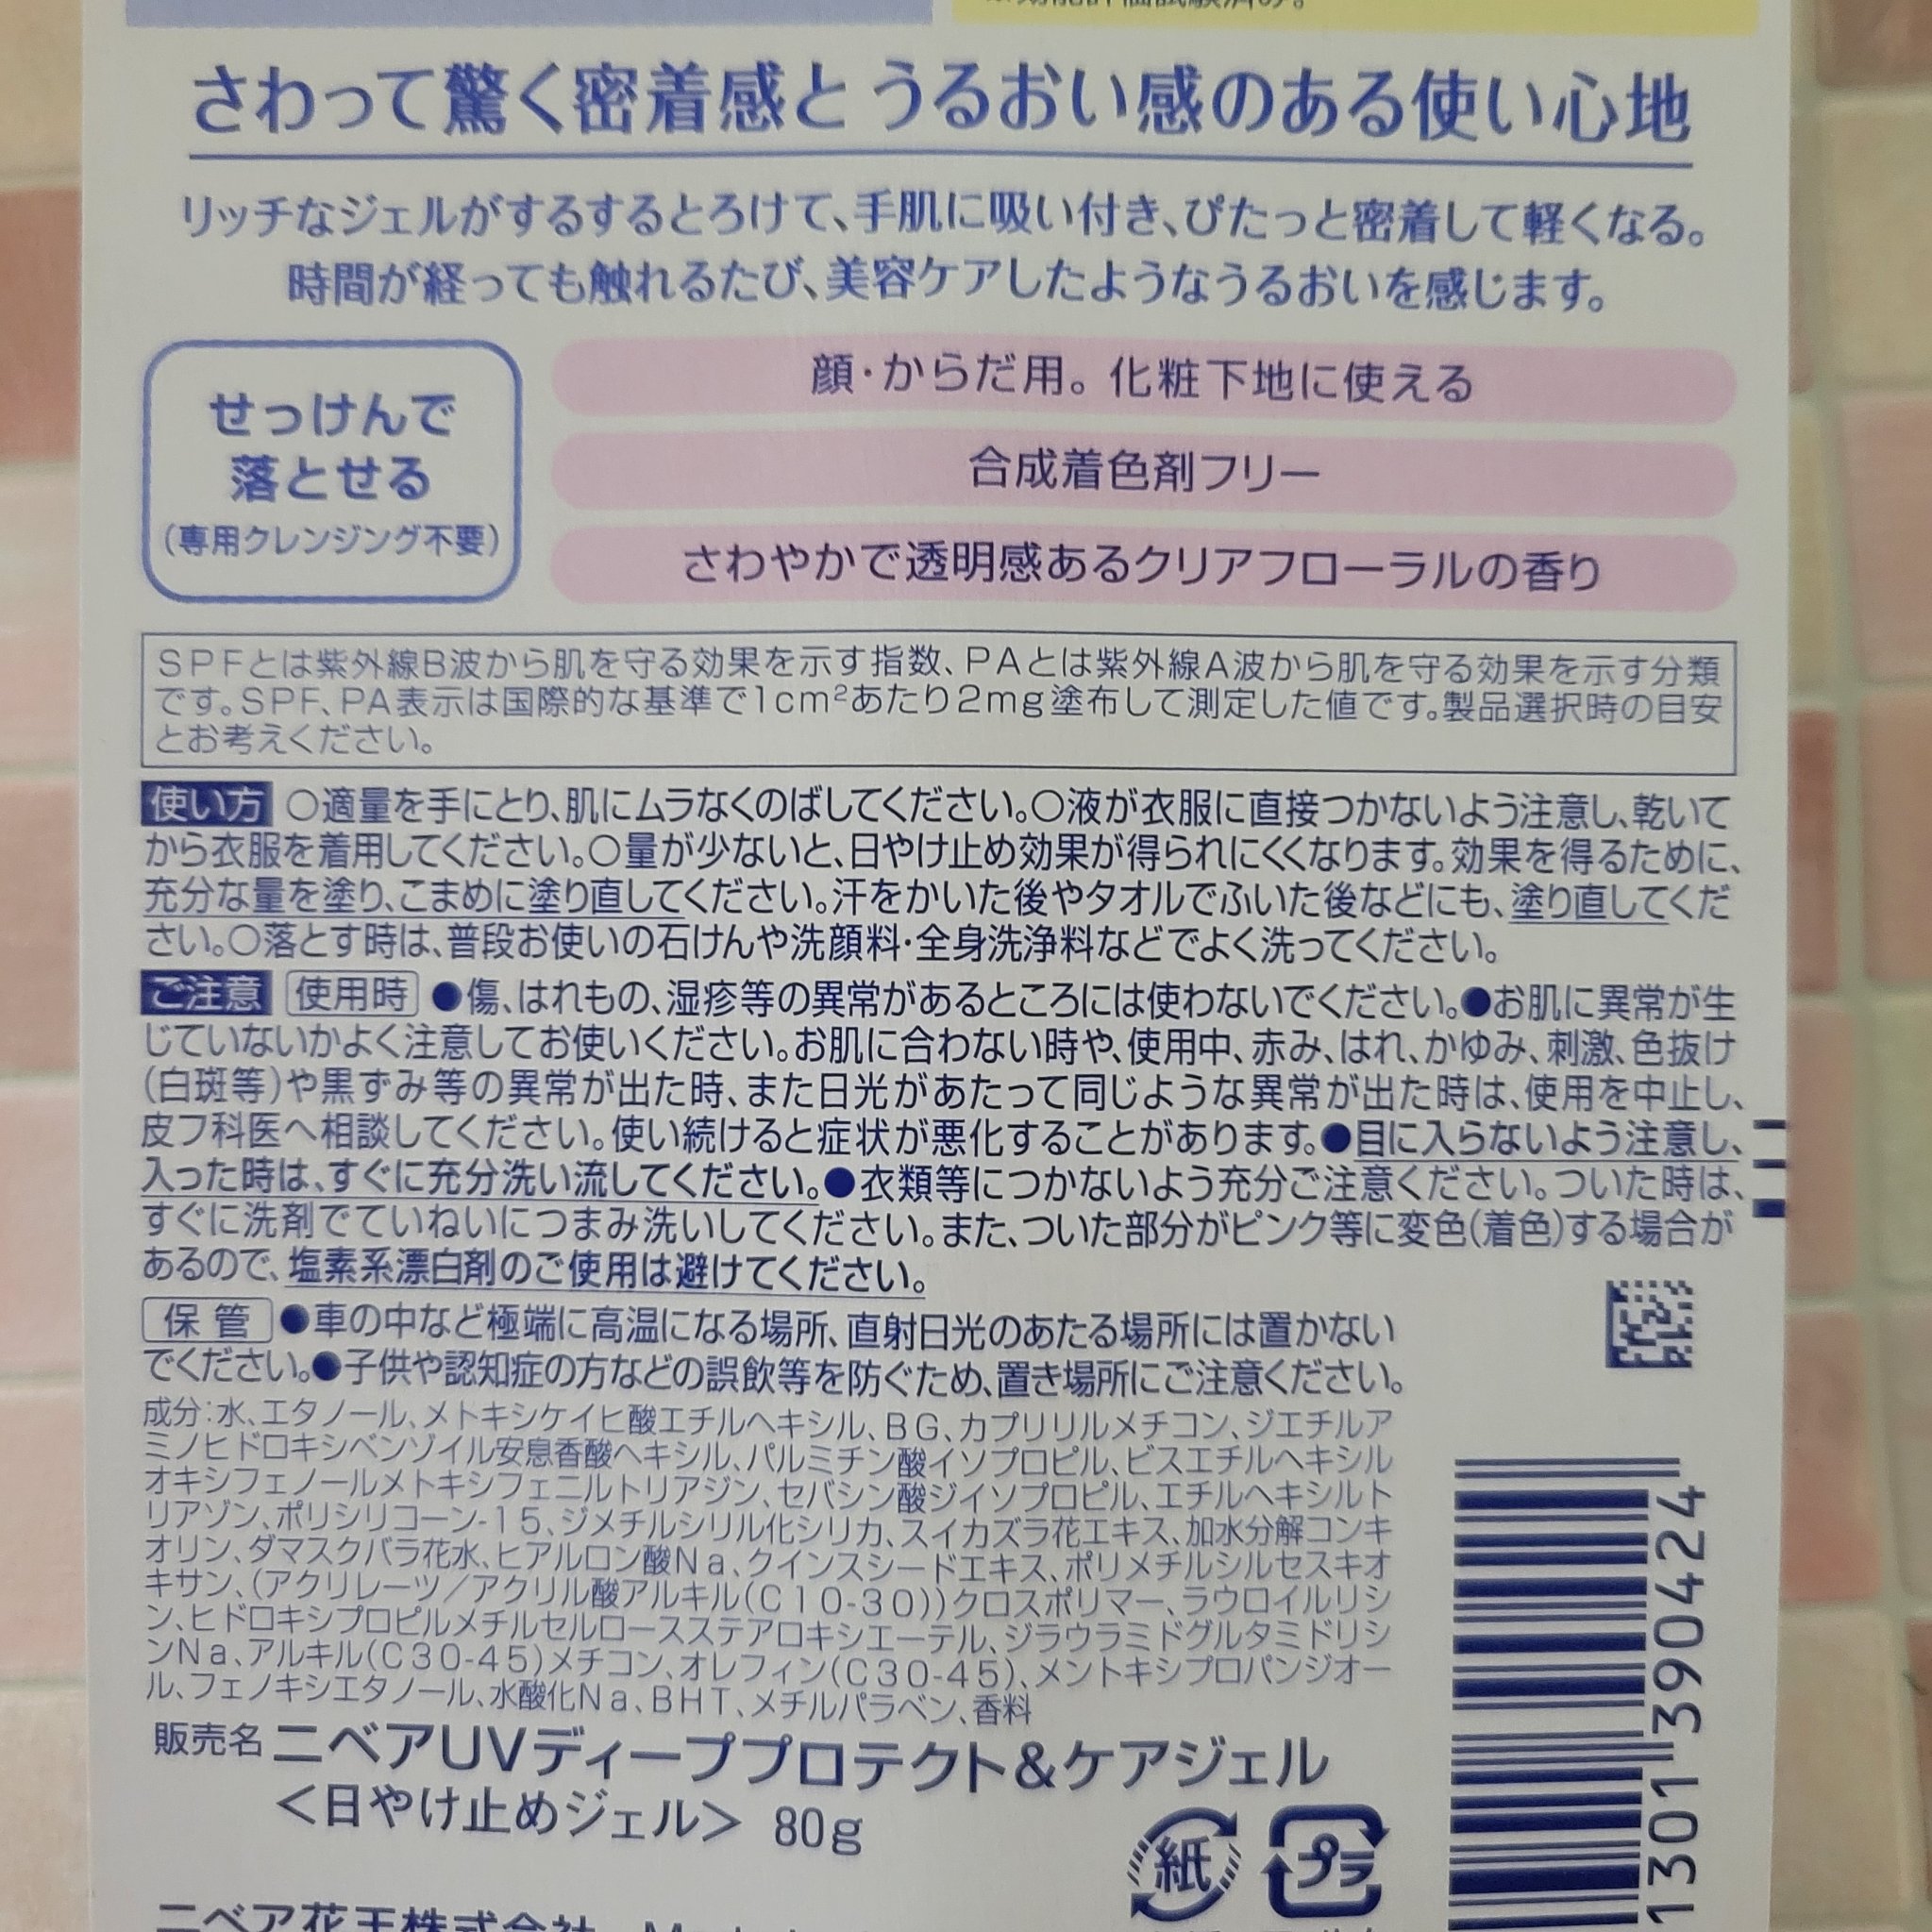 さわって驚く密着感とうるおい感のある使い心地
リッチなジェルがするするとろけて、手肌に吸い付き、ぴたっと密着して軽くなる。
時間が経っても触れるたび、美容ケアしたようなうるおいを感じます。
せっけんで
落とせる
(専用クレンジング不要)
顔・からだ用。化粧下地に使える
合成着色剤フリー
さわやかで透明感あるクリアフローラルの香り
SPFとは紫外線B波から肌を守る効果を示す指数、PAとは紫外線A波から肌を守る効果を示す分類
です。SPF、PA表示は国際的な基準で1cm²あたり2mg塗布して測定した値です。製品選択時の目安
とお考えください。
使い方 ○適量を手にとり、肌にムラなくのばしてください。○液が衣服に直接つかないよう注意し、乾いて
から衣服を着用してください。○量が少ないと、日やけ止め効果が得られにくくなります。効果を得るために、
充分な量を塗り、こまめに塗り直してください。汗をかいた後やタオルでふいた後などにも、塗り直してくだ
さい。○落とす時は、普段お使いの石けんや洗顔料・全身洗浄料などでよく洗ってください。
ご注意 使用時 ●傷、はれもの、湿疹等の異常があるところには使わないでください。●お肌に異常が生
じていないかよく注意してお使いください。お肌に合わない時や、使用中、赤み、はれ、かゆみ、刺激、色抜け
(白斑等)や黒ずみ等の異常が出た時、また日光があたって同じような異常が出た時は、使用を中止し、
皮フ科医へ相談してください。使い続けると症状が悪化することがあります。●目に入らないよう注意し、
入った時は、すぐに充分洗い流してください。●衣類等につかないよう充分ご注意ください。ついた時は、
すぐに洗剤でていねいにつまみ洗いしてください。また、ついた部分がピンク等に変色(着色)する場合が
あるので、塩素系漂白剤のご使用は避けてください。
保管 ●車の中など極端に高温になる場所、直射日光のあたる場所には置かない
でください。●子供や認知症の方などの誤飲等を防ぐため、置き場所にご注意ください。
成分:水、エタノール、メトキシケイヒ酸エチルヘキシル、BG、カプリリルメチコン、ジエチルア
ミノヒドロキシベンゾイル安息香酸ヘキシル、パルミチン酸イソプロピル、ビスエチルヘキシル
オキシフェノールメトキシフェニルトリアジン、セバシン酸ジイソプロピル、エチルヘキシルト
リアゾン、ポリシリコーン-15、ジメチルシリル化シリカ、スイカズラ花エキス、加水分解コンキ
オリン、ダマスクバラ花水、ヒアルロン酸Na、クインスシードエキス、ポリメチルシルセスキオ
キサン、(アクリレーツ/アクリル酸アルキル(C10-30))クロスポリマー、ラウロイルリシ
ン、ヒドロキシプロピルメチルセルロースステアロキシエーテル、ジラウラミドグルタミドリシ
ンNa、アルキル(C30-45)メチコン、オレフィン(C30-45)、メントキシプロパンジオー
ル、フェノキシエタノール、水酸化Na、BHT、メチルパラベン、香料
販売名 ニベアUVディーププロテクト&ケアジェル
<日やけ止めジェル> 80g
紙
プラ
1301 390424
ニベア花王株式会社